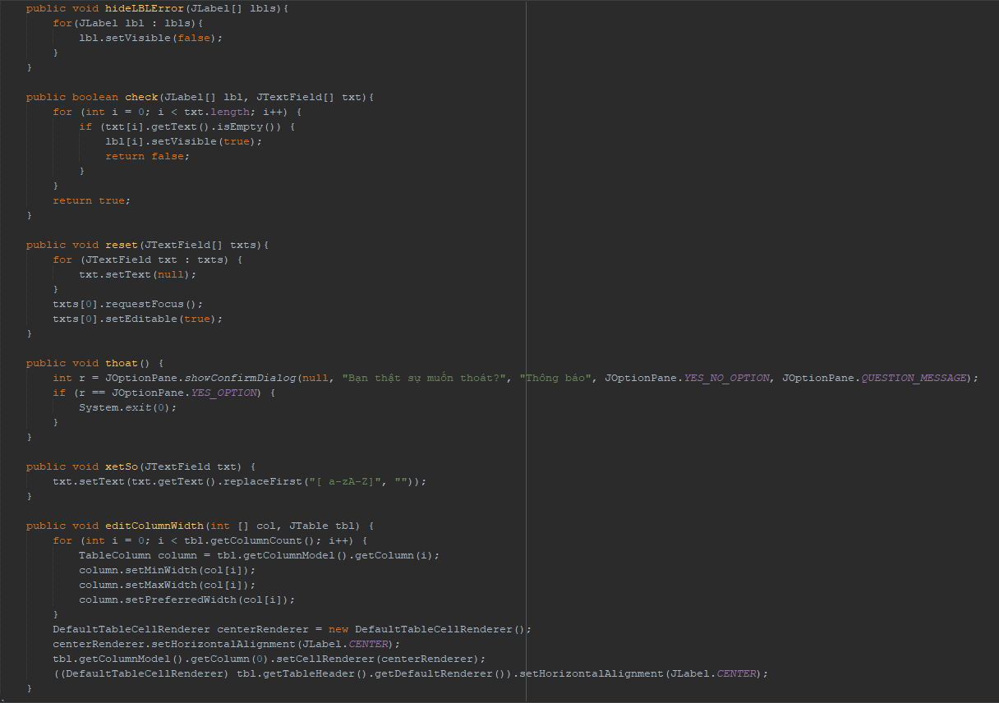 public void hideLBLError(JLabel[] lbls){
for(JLabel lbl : lbls){
lbl.setVisible(false);
}
}
public boolean check(JLabel[] lbl, JTextField[] txt){
for (int i = 0; i < txt.length; i++) {
if (txt[i].getText().isEmpty()) {
lbl[i].setVisible(true);
return false;
}
}
return true;
}
public void reset(JTextField[] txts){
for (JTextField txt : txts) {
txt.setText(null);
}
txts[0].requestFocus();
txts[0].setEditable(true);
}
public void thoat() {
int r = JOptionPane.showConfirmDialog(null, "Bạn thật sự muốn thoát?", "Thông báo", JOptionPane.YES_NO_OPTION, JOptionPane.QUESTION_MESSAGE);
if (r == JOptionPane.YES_OPTION) {
System.exit(0);
}
}
public void xetSo(JTextField txt) {
txt.setText(txt.getText().replaceFirst("[ a-zA-Z]", ""));
}
public void editColumnWidth(int [] col, JTable tbl) {
for (int i = 0; i < tbl.getColumnCount(); i++) {
TableColumn column = tbl.getColumnModel().getColumn(i);
column.setMinWidth(col[i]);
column.setMaxWidth(col[i]);
column.setPreferredWidth(col[i]);
}
DefaultTableCellRenderer centerRenderer = new DefaultTableCellRenderer();
centerRenderer.setHorizontalAlignment(JLabel.CENTER);
tbl.getColumnModel().getColumn(0).setCellRenderer(centerRenderer);
((DefaultTableCellRenderer) tbl.getTableHeader().getDefaultRenderer()).setHorizontalAlignment(JLabel.CENTER);
}